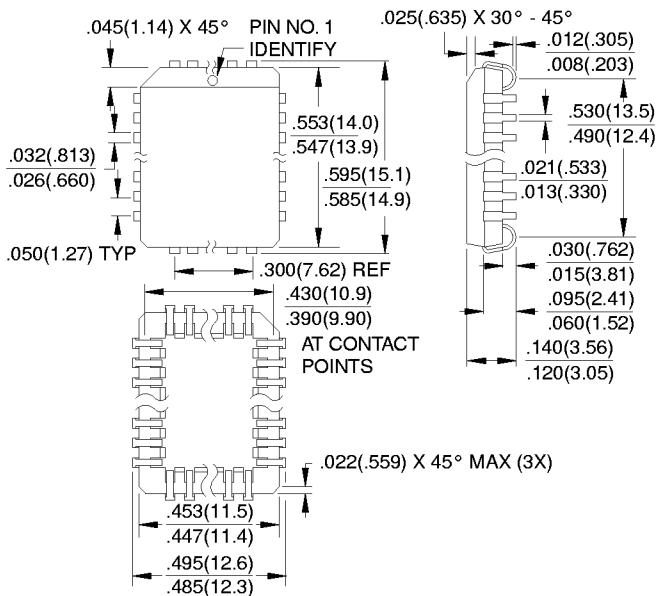 .045(1.14) X 45°
PIN NO. 1
IDENTIFY
.025(.635) X 30° - 45°
.012(.305)
.008(.203)
.553(14.0)
.547(13.9)
.530(13.5)
.490(12.4)
.032(.813)
.026(.660)
.595(15.1)
.585(14.9)
.021(.533)
.013(.330)
.050(1.27) TYP
.300(7.62) REF
.030(.762)
.015(3.81)
.430(10.9)
.390(9.90)
AT CONTACT
POINTS
.095(2.41)
.060(1.52)
.140(3.56)
.120(3.05)
.022(.559) X 45° MAX (3X)
.453(11.5)
.447(11.4)
.495(12.6)
.485(12.3)